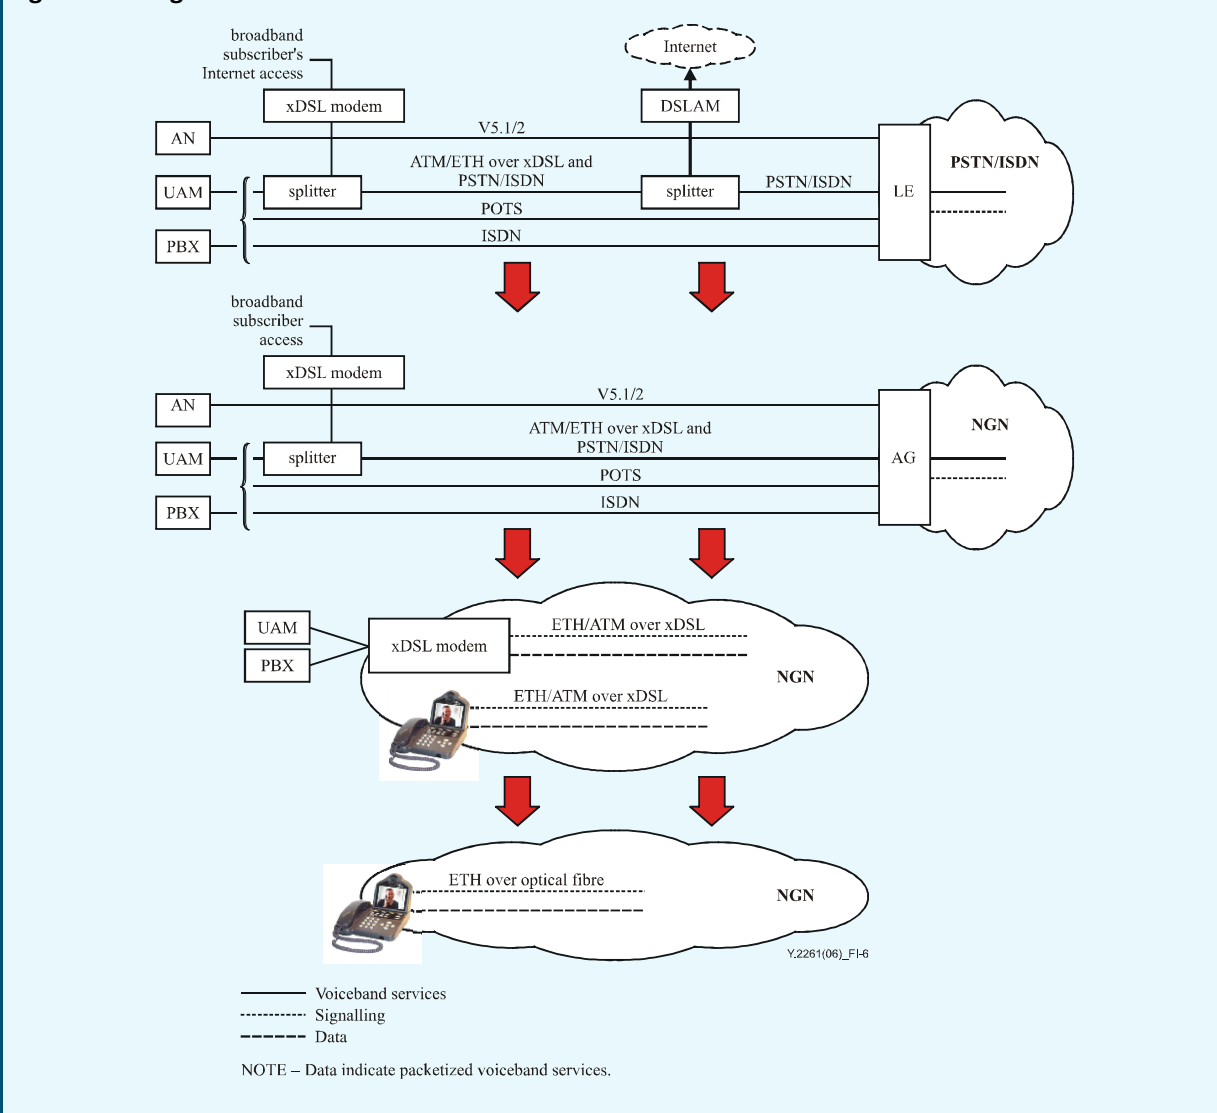 broadband
subscriber's
Internet access
Internet
xDSL modem
DSLAM
AN
V5.1/2
PSTN/ISDN
ATM/ETH over xDSL and
PSTN/ISDN
UAM
splitter
splitter
PSTN/ISDN
LE
POTS
PBX
ISDN
broadband
subscriber
access
xDSL modem
AN
V5.1/2
NGN
ATM/ETH over xDSL and
PSTN/ISDN
UAM
splitter
AG
POTS
PBX
ISDN
UAM
ETH/ATM over xDSL
xDSL modem
PBX
NGN
ETH/ATM over xDSL
ETH over optical fibre
NGN
Y.2261(06)_FI-6
Voiceband services
Signalling
Data
NOTE – Data indicate packetized voiceband services.